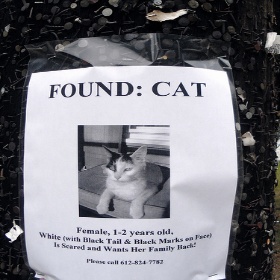 FOUND: CAT
Female, 1-2 years old,
White (with Black Tail & Black Marks on Face)
Is Scared and Wants Her Family Back!
Please call 612-824-7782